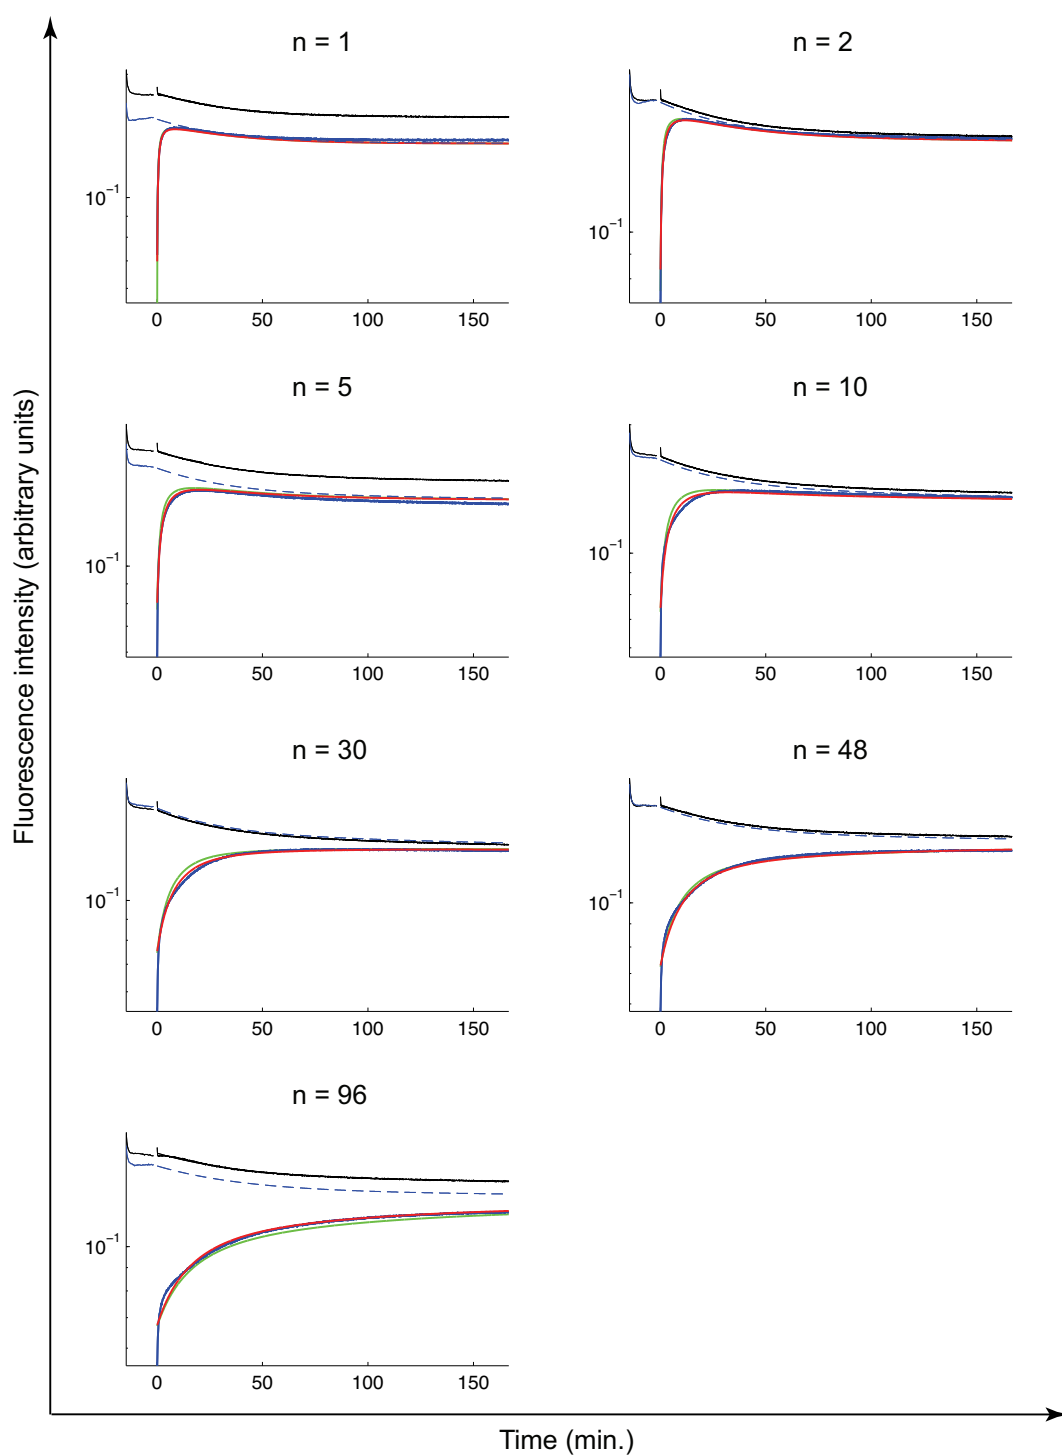 n = 1
10⁻¹
0 50 100 150
n = 2
10⁻¹
0 50 100 150
n = 5
10⁻¹
0 50 100 150
n = 10
10⁻¹
0 50 100 150
n = 30
10⁻¹
0 50 100 150
n = 48
10⁻¹
0 50 100 150
n = 96
10⁻¹
0 50 100 150
Fluorescence intensity (arbitrary units)
Time (min.)